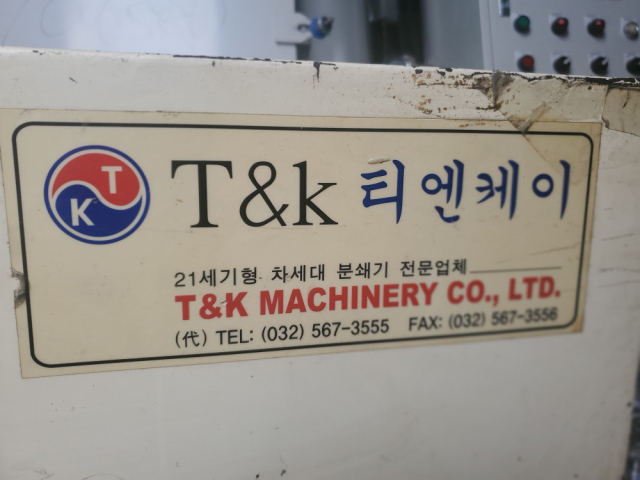 T
K
T&k 티엔케이
21세기형 차세대 분쇄기 전문업체
T&K MACHINERY CO., LTD.
(代) TEL: (032) 567-3555 FAX: (032) 567-3556